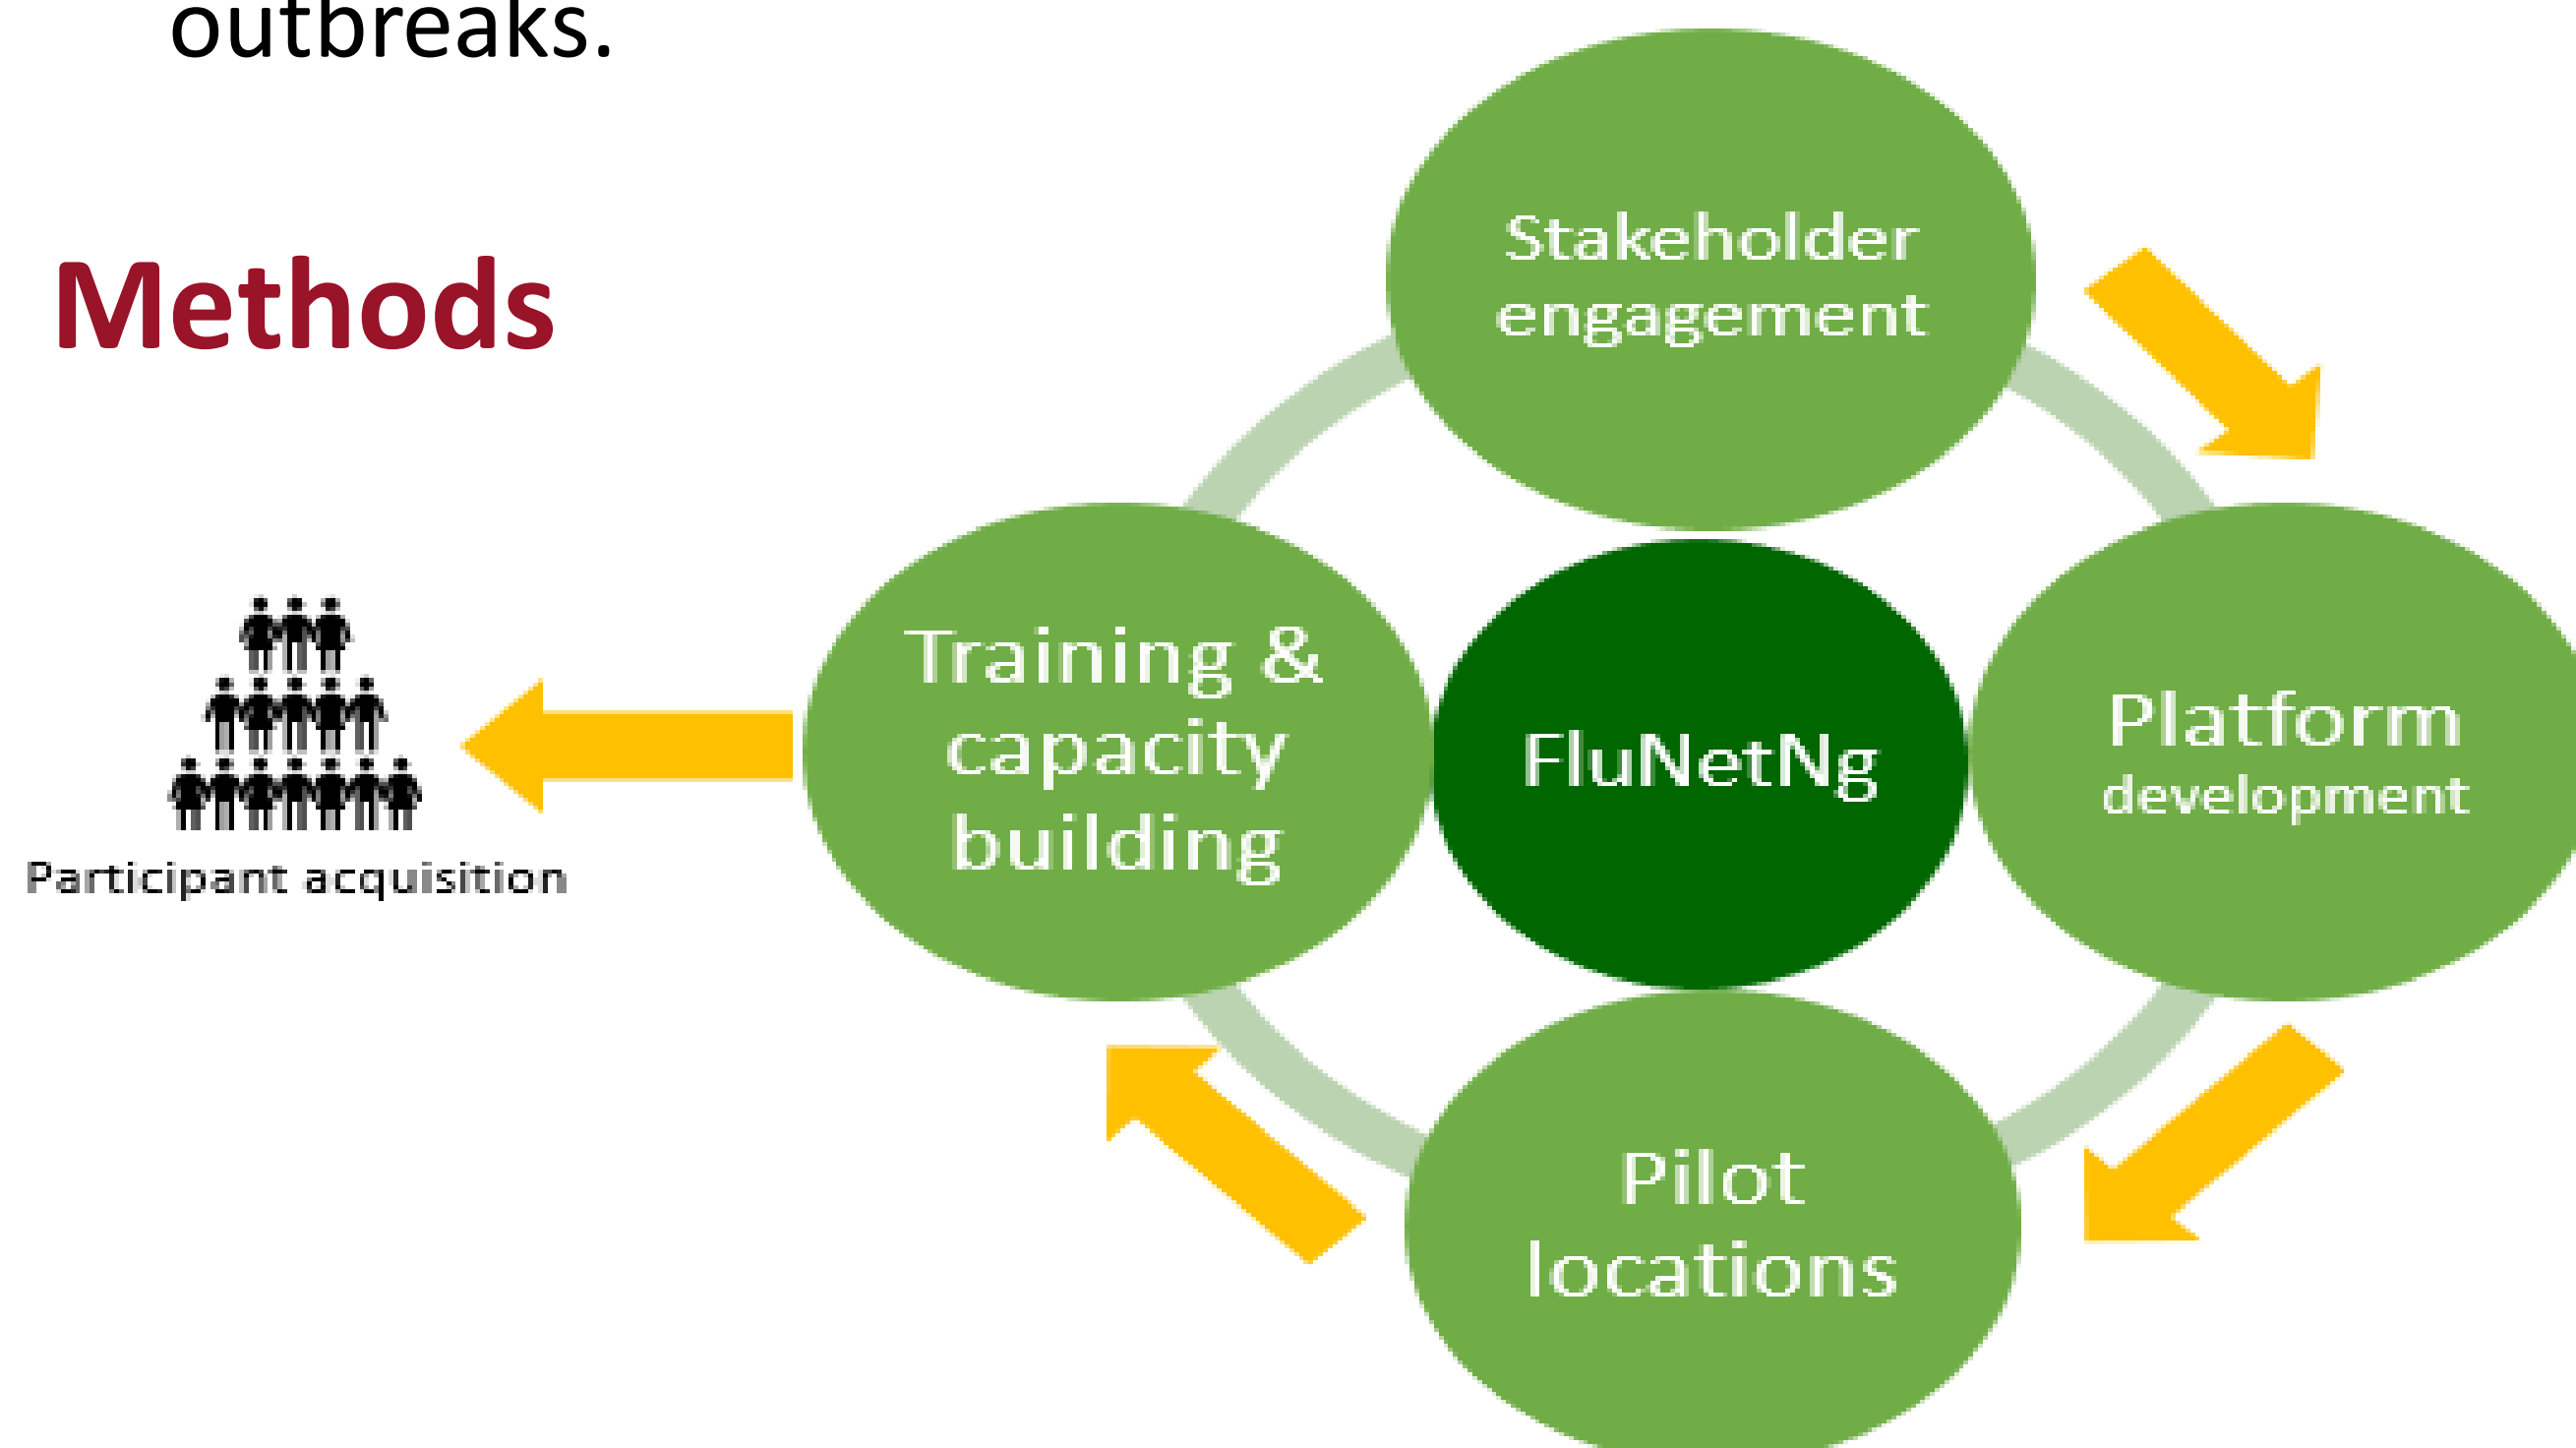 outbreaks.
Methods
Stakeholder
engagement
Training &
capacity
building
FluNetNg
Platform
development
Participant acquisition
Pilot
locations